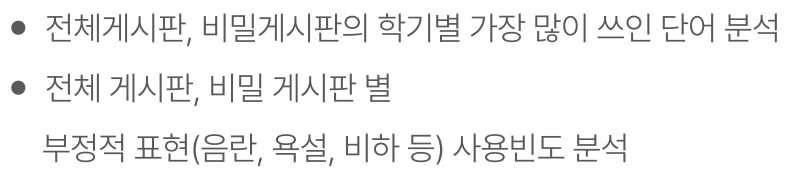 ● 전체게시판, 비밀게시판의 학기별 가장 많이 쓰인 단어 분석
● 전체 게시판, 비밀 게시판 별
부정적 표현(음란, 욕설, 비하 등) 사용빈도 분석